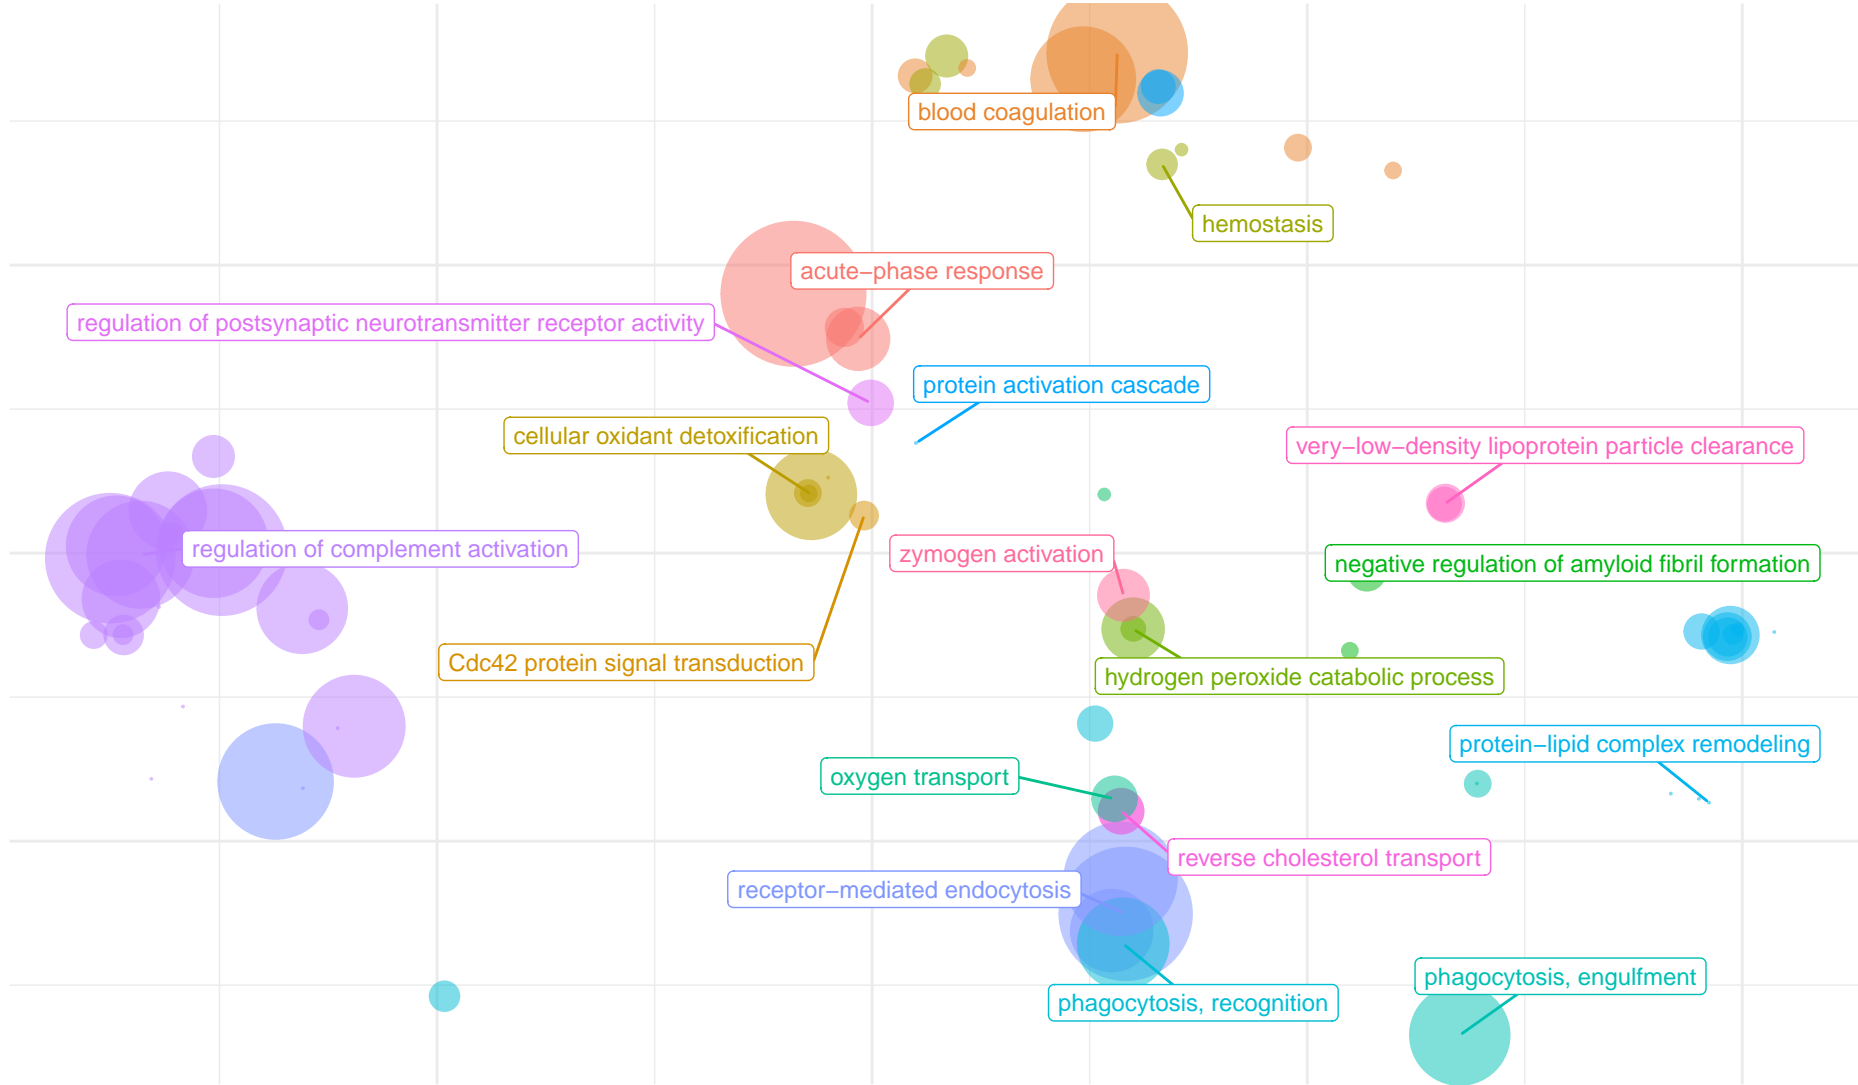 blood coagulation
hemostasis
acute−phase response
regulation of postsynaptic neurotransmitter receptor activity
protein activation cascade
cellular oxidant detoxification
very−low−density lipoprotein particle clearance
regulation of complement activation
zymogen activation
negative regulation of amyloid fibril formation
Cdc42 protein signal transduction
hydrogen peroxide catabolic process
protein−lipid complex remodeling
oxygen transport
reverse cholesterol transport
receptor−mediated endocytosis
phagocytosis, engulfment
phagocytosis, recognition